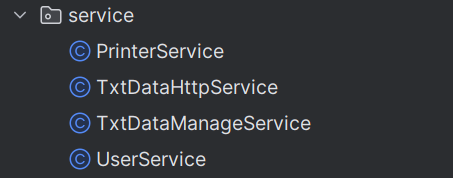 service
PrinterService
TxtDataHttpService
TxtDataManageService
UserService